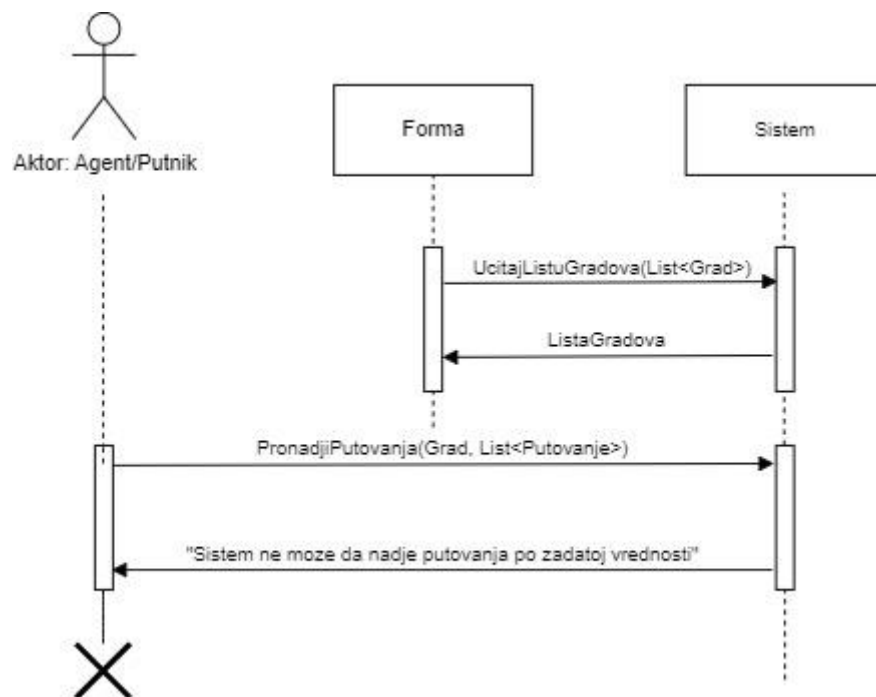 Forma
Sistem
Aktor: Agent/Putnik
UcitajListuGradova(List<Grad>)
ListaGradova
PronadjiPutovanja(Grad, List<Putovanje>)
"Sistem ne moze da nadje putovanja po zadatoj vrednosti"